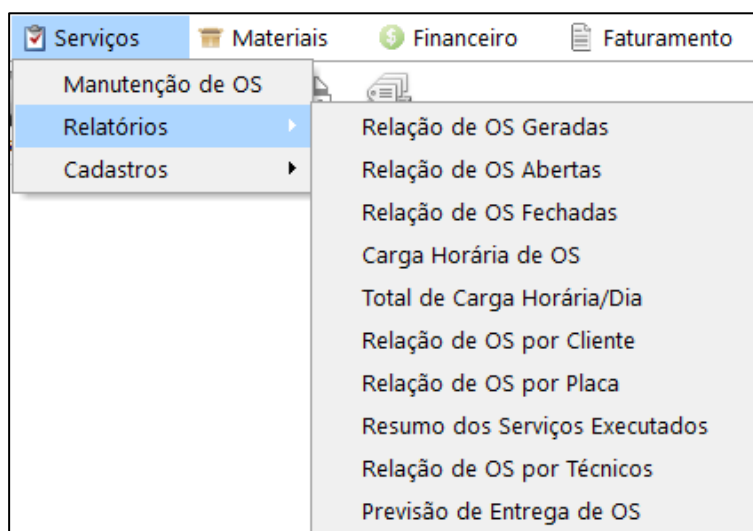 Serviços Materiais Financeiro Faturamento
Manutenção de OS
Relatórios
Cadastros
Relação de OS Geradas
Relação de OS Abertas
Relação de OS Fechadas
Carga Horária de OS
Total de Carga Horária/Dia
Relação de OS por Cliente
Relação de OS por Placa
Resumo dos Serviços Executados
Relação de OS por Técnicos
Previsão de Entrega de OS